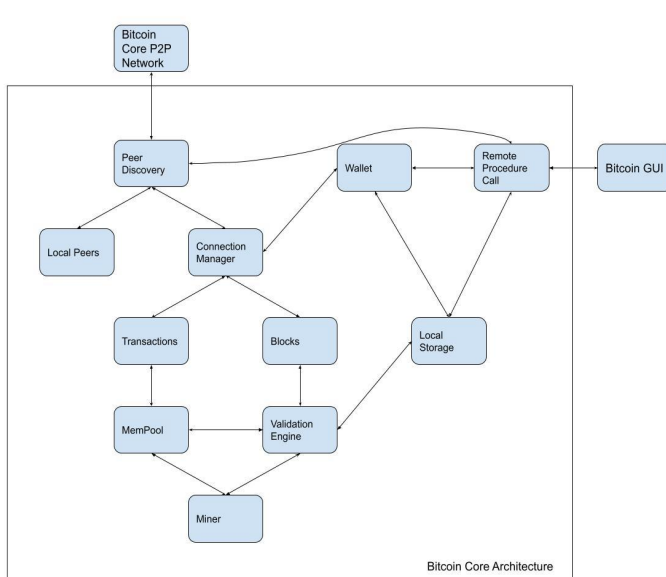 Bitcoin
Core P2P
Network
Peer
Discovery
Wallet
Remote
Procedure
Call
Bitcoin GUI
Local Peers
Connection
Manager
Transactions
Blocks
Local
Storage
MemPool
Validation
Engine
Miner
Bitcoin Core Architecture